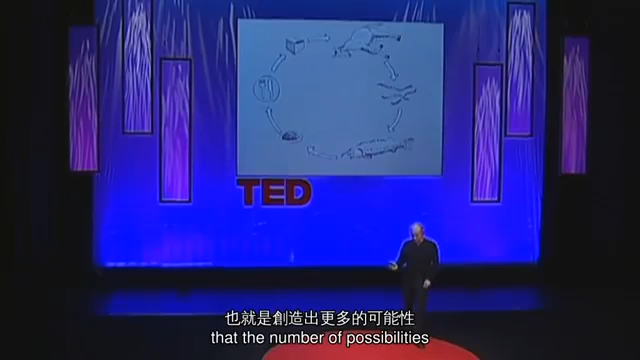 TED
也就是創造出更多的可能性
that the number of possibilities